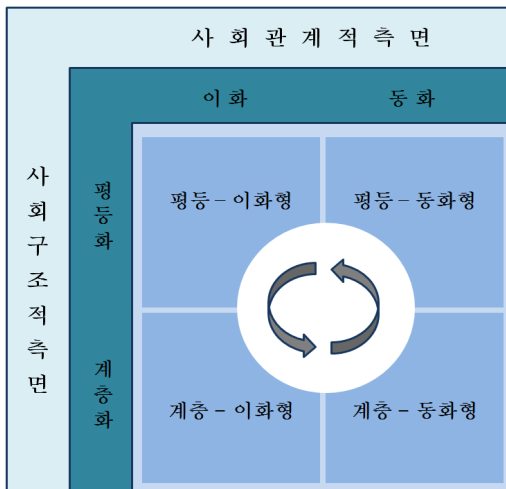 사회관계적측면
이화 동화
사회구조적측면
평등화
평등-이화형 평등-동화형
계층화
계층-이화형 계층-동화형